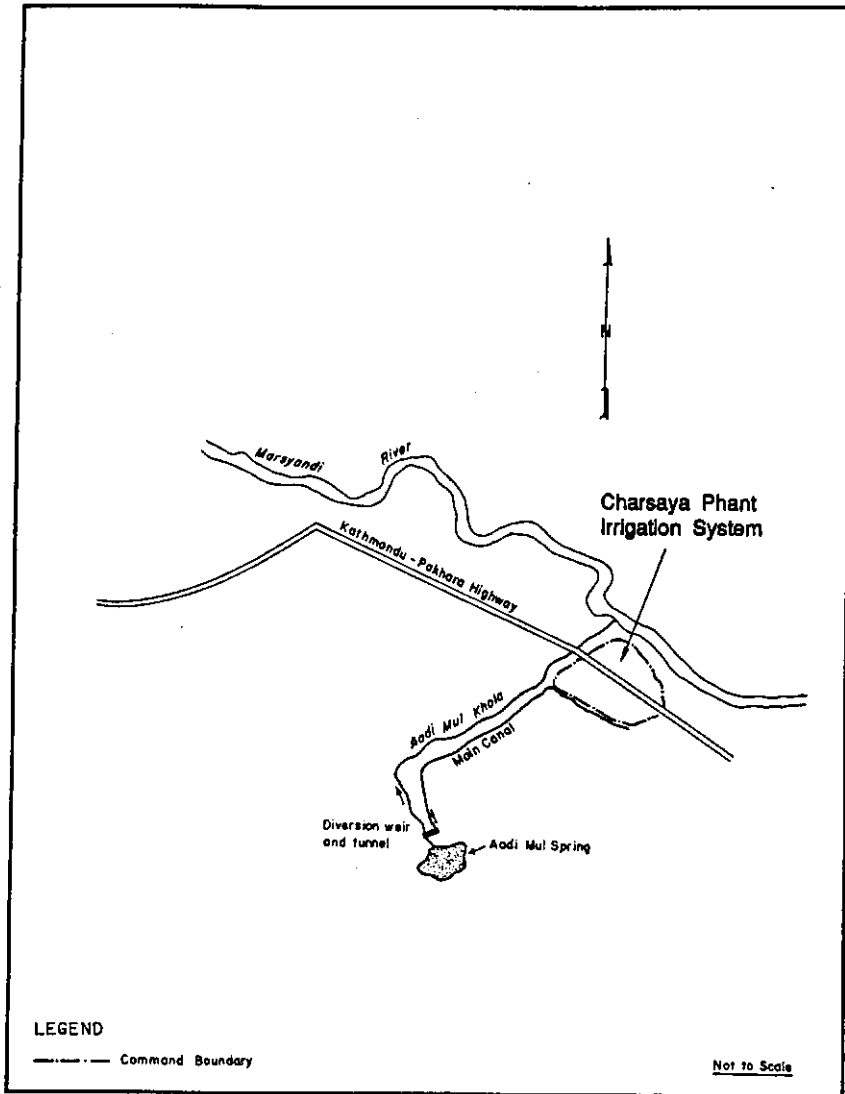 N
Marsyandi River
Charsaya Phant
Irrigation System
Kathmandu - Pokhara Highway
Aadi Mul Khola
Main Canal
Diversion weir
and tunnel
Aadi Mul Spring
LEGEND
Command Boundary
Not to Scale